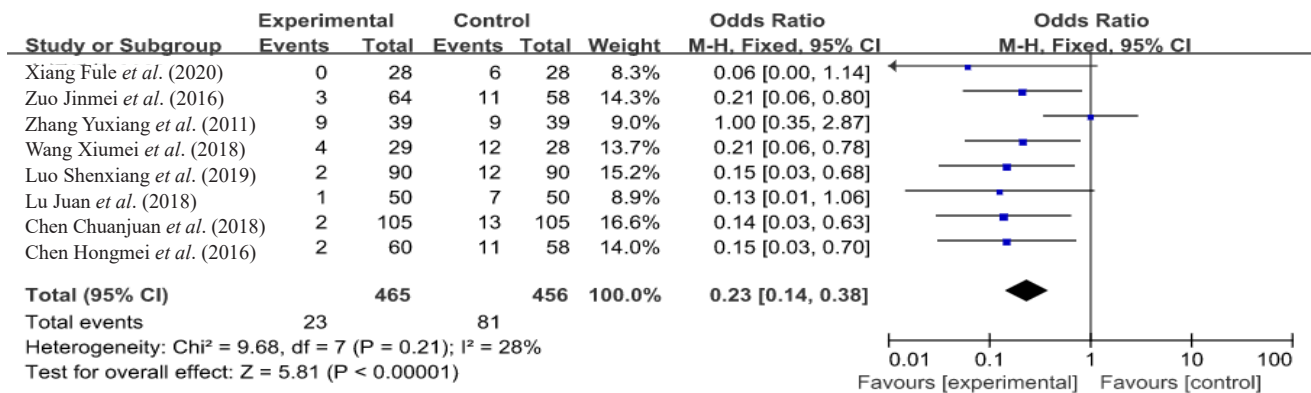 Experimental Control Odds Ratio Odds Ratio
Study or Subgroup Events Total Events Total Weight M-H, Fixed, 95% CI M-H, Fixed, 95% CI
Xiang Fule et al. (2020) 0 28 6 28 8.3% 0.06 [0.00, 1.14]
Zuo Jinmei et al. (2016) 3 64 11 58 14.3% 0.21 [0.06, 0.80]
Zhang Yuxiang et al. (2011) 9 39 9 39 9.0% 1.00 [0.35, 2.87]
Wang Xiumei et al. (2018) 4 29 12 28 13.7% 0.21 [0.06, 0.78]
Luo Shenxiang et al. (2019) 2 90 12 90 15.2% 0.15 [0.03, 0.68]
Lu Juan et al. (2018) 1 50 7 50 8.9% 0.13 [0.01, 1.06]
Chen Chuanjuan et al. (2018) 2 105 13 105 16.6% 0.14 [0.03, 0.63]
Chen Hongmei et al. (2016) 2 60 11 58 14.0% 0.15 [0.03, 0.70]
Total (95% CI) 465 456 100.0% 0.23 [0.14, 0.38]
Total events 23 81
Heterogeneity: Chi² = 9.68, df = 7 (P = 0.21); I² = 28%
Test for overall effect: Z = 5.81 (P < 0.00001)
0.01 0.1 1 10 100
Favours [experimental] Favours [control]